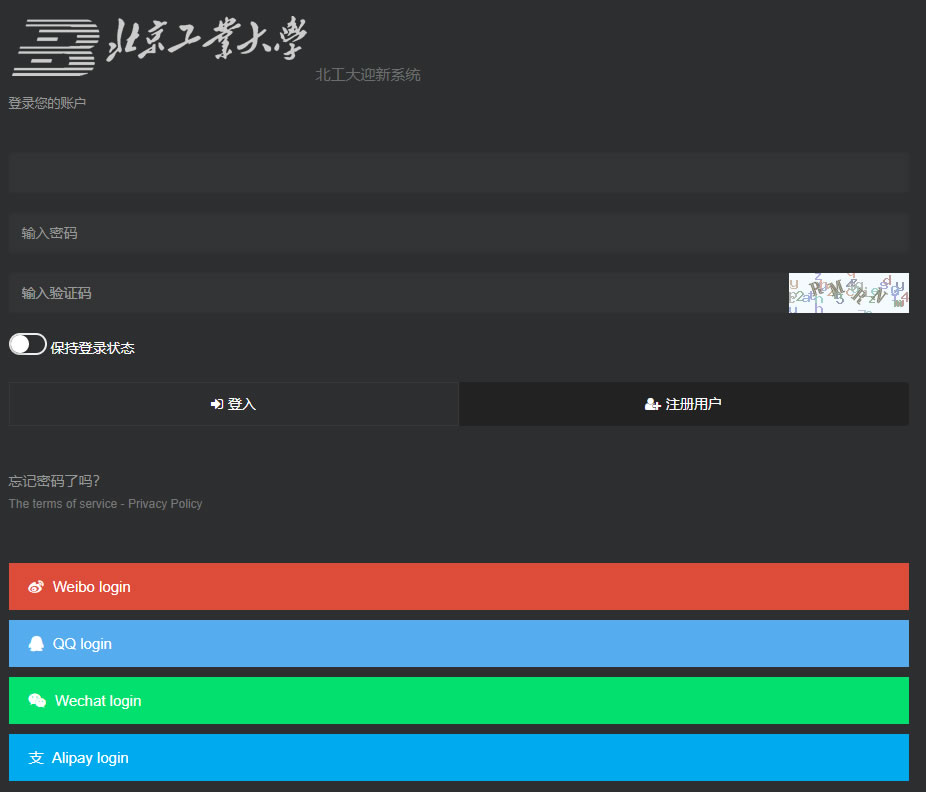 北京工業大學
北工大迎新系统
登录您的账户
输入密码
输入验证码
保持登录状态
登入
注册用户
忘记密码了吗?
The terms of service - Privacy Policy
Weibo login
QQ login
Wechat login
支 Alipay login